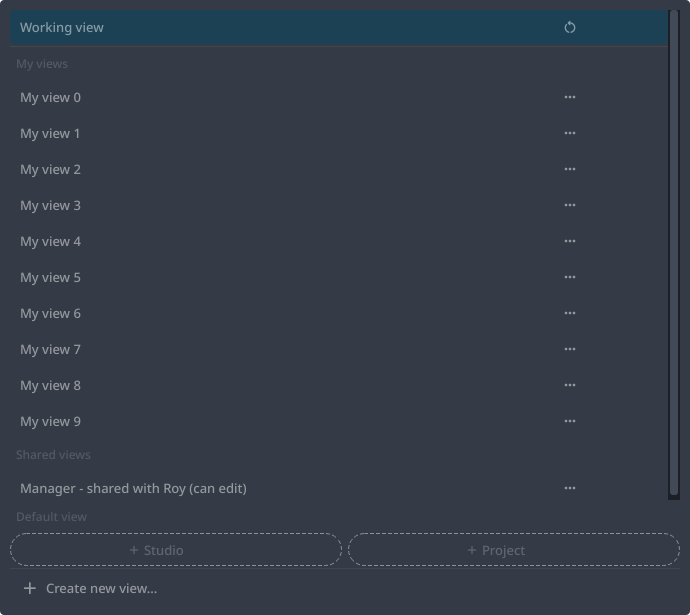 Working view
My views
My view 0
My view 1
My view 2
My view 3
My view 4
My view 5
My view 6
My view 7
My view 8
My view 9
Shared views
Manager - shared with Roy (can edit)
Default view
+ Studio
+ Project
+ Create new view...